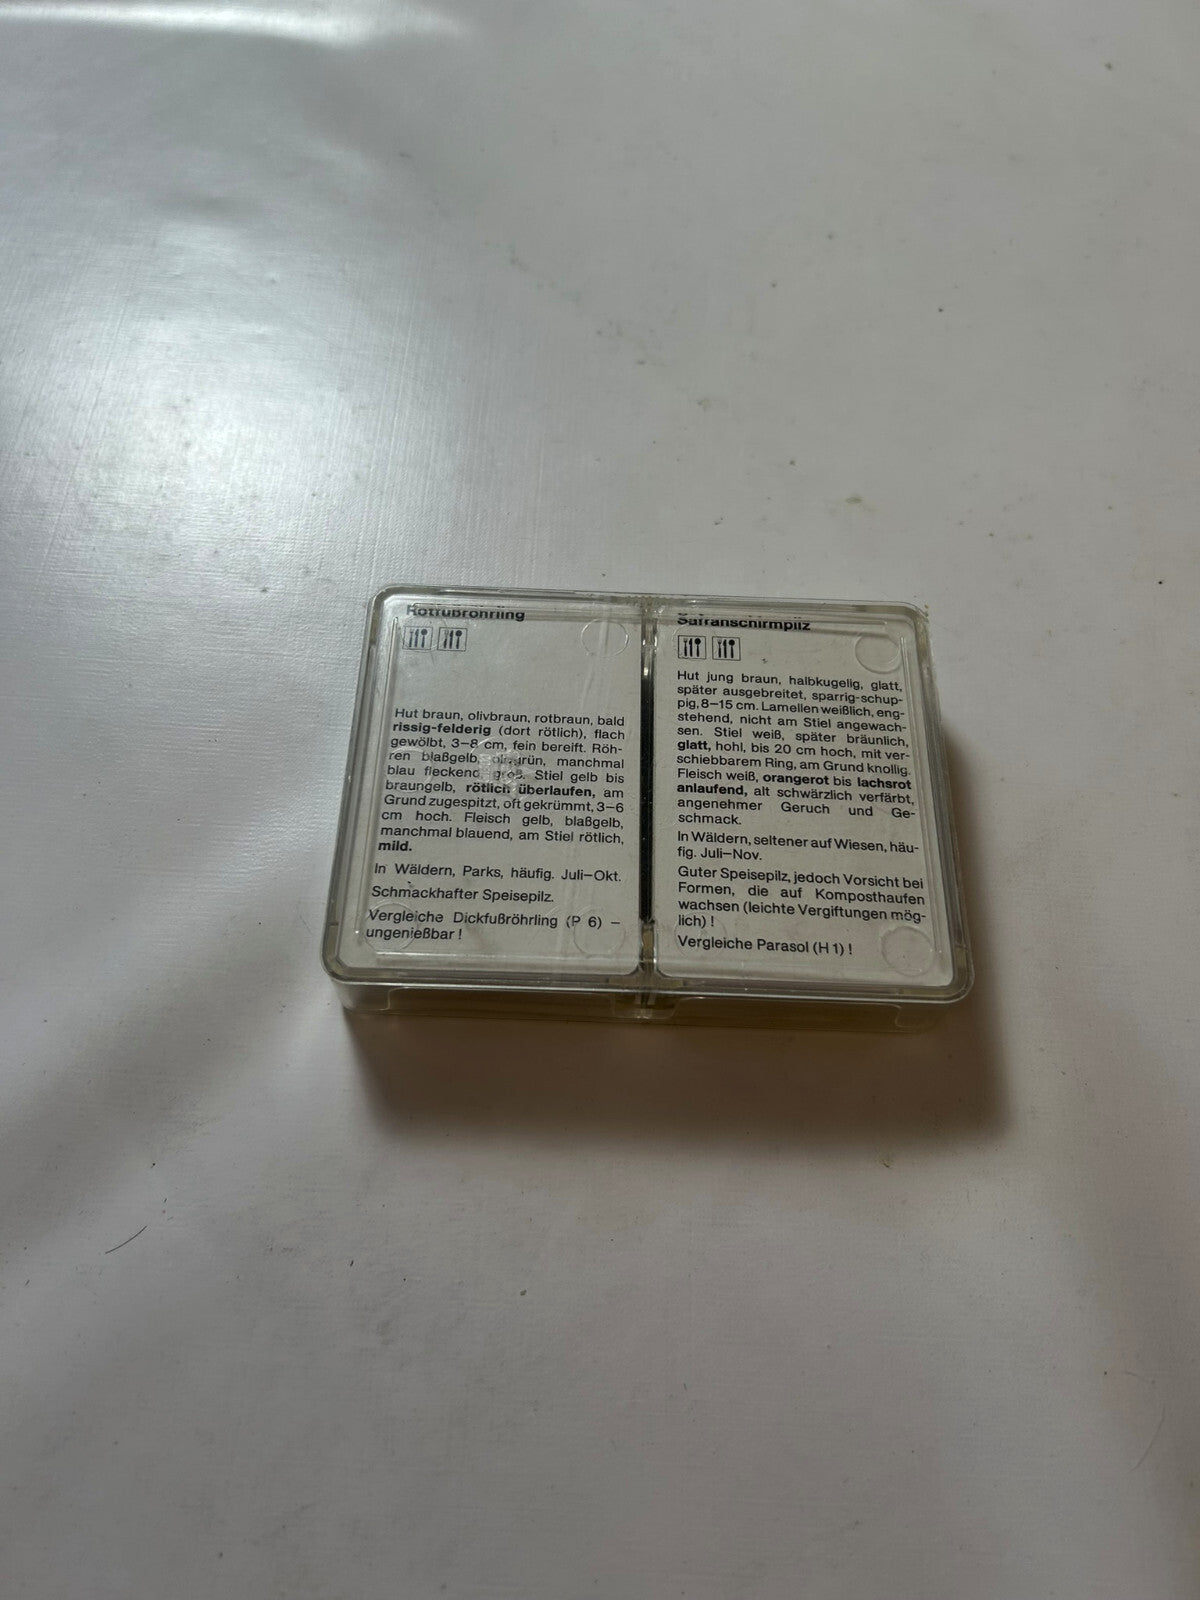 Rotfußröhrling
Hut braun, olivbraun, rotbraun, bald
rissig-felderig (dort rötlich), flach
gewölbt, 3–8 cm, fein bereift. Röh-
ren blaßgelb, olivgrün, manchmal
blau fleckend, groß. Stiel gelb bis
braungelb, rötlich überlaufen, am
Grund zugespitzt, oft gekrümmt, 3–6
cm hoch. Fleisch gelb, blaßgelb,
manchmal blauend, am Stiel rötlich,
mild.
In Wäldern, Parks, häufig. Juli–Okt.
Schmackhafter Speisepilz.
Vergleiche Dickfußröhrling (P 6) –
ungenießbar !
Safranschirmpilz
Hut jung braun, halbkugelig, glatt,
später ausgebreitet, sparrig-schup-
pig, 8–15 cm. Lamellen weißlich, eng-
stehend, nicht am Stiel angewach-
sen. Stiel weiß, später bräunlich,
glatt, hohl, bis 20 cm hoch, mit ver-
schiebbarem Ring, am Grund knollig.
Fleisch weiß, orangerot bis lachsrot
anlaufend, alt schwärzlich verfärbt,
angenehmer Geruch und Ge-
schmack.
In Wäldern, seltener auf Wiesen, häu-
fig. Juli–Nov.
Guter Speisepilz, jedoch Vorsicht bei
Formen, die auf Komposthaufen
wachsen (leichte Vergiftungen mög-
lich) !
Vergleiche Parasol (H 1) !